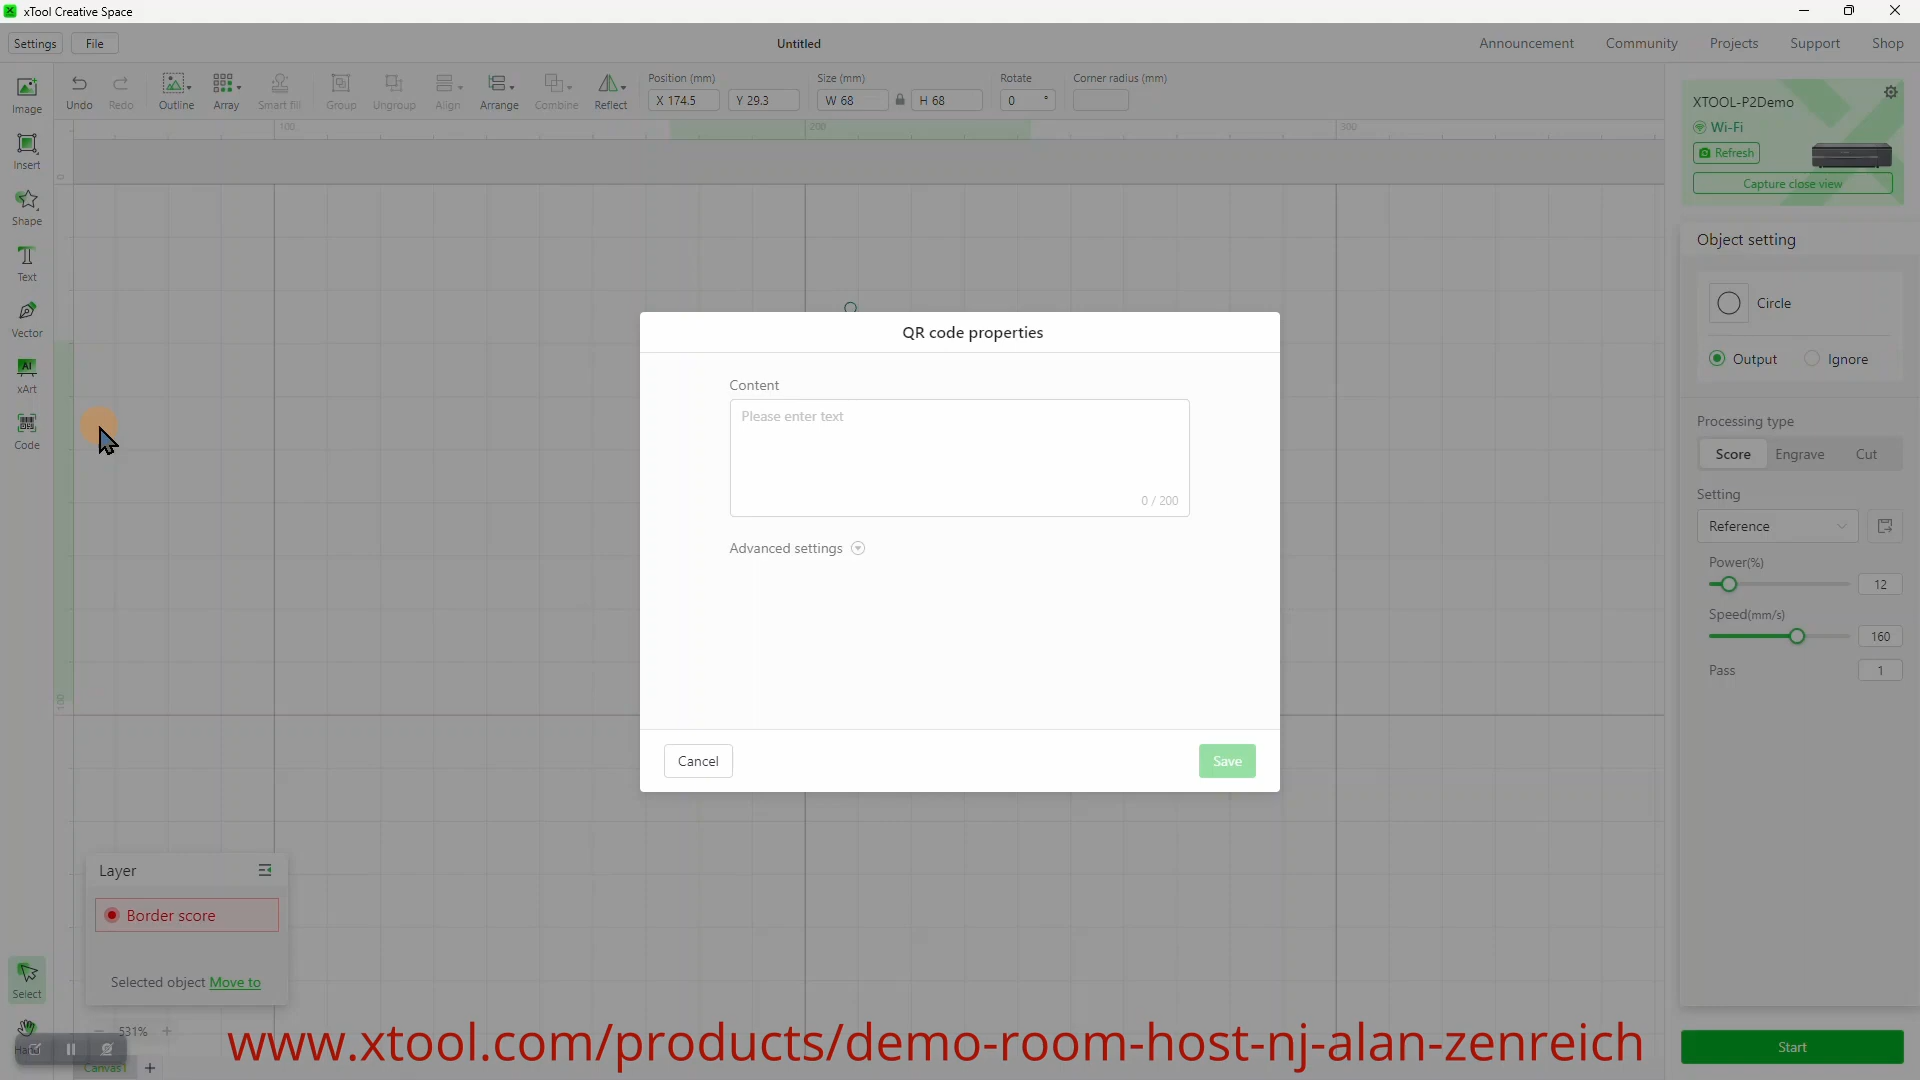 xTool Creative Space
Settings
File
Untitled
Announcement
Community
Projects
Support
Shop
Undo
Redo
Outline
Array
Smart fill
Group
Ungroup
Align
Arrange
Combine
Reflect
Position (mm)
X 174.5
Y 29.3
Size (mm)
W 68
H 68
Rotate
0 °
Corner radius (mm)
Image
Insert
Shape
Text
Vector
AI
xArt
Code
Select
100
200
300
0
100
QR code properties
Content
Please enter text
0 / 200
Advanced settings
Cancel
Save
XTOOL-P2Demo
Wi-Fi
Refresh
Capture close view
Object setting
Circle
Output
Ignore
Processing type
Score
Engrave
Cut
Setting
Reference
Power(%)
12
Speed(mm/s)
160
Pass
1
Start
Layer
Border score
Selected object Move to
531%
Canvas1
www.xtool.com/products/demo-room-host-nj-alan-zenreich